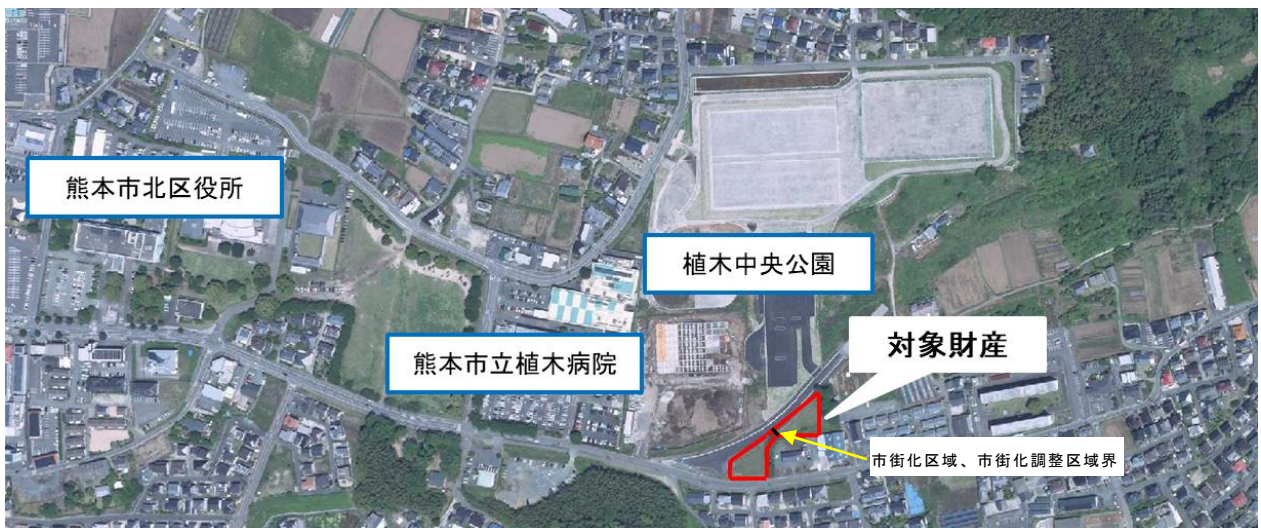 熊本市北区役所
植木中央公園
対象財産
熊本市立植木病院
市街化区域、市街化調整区域界